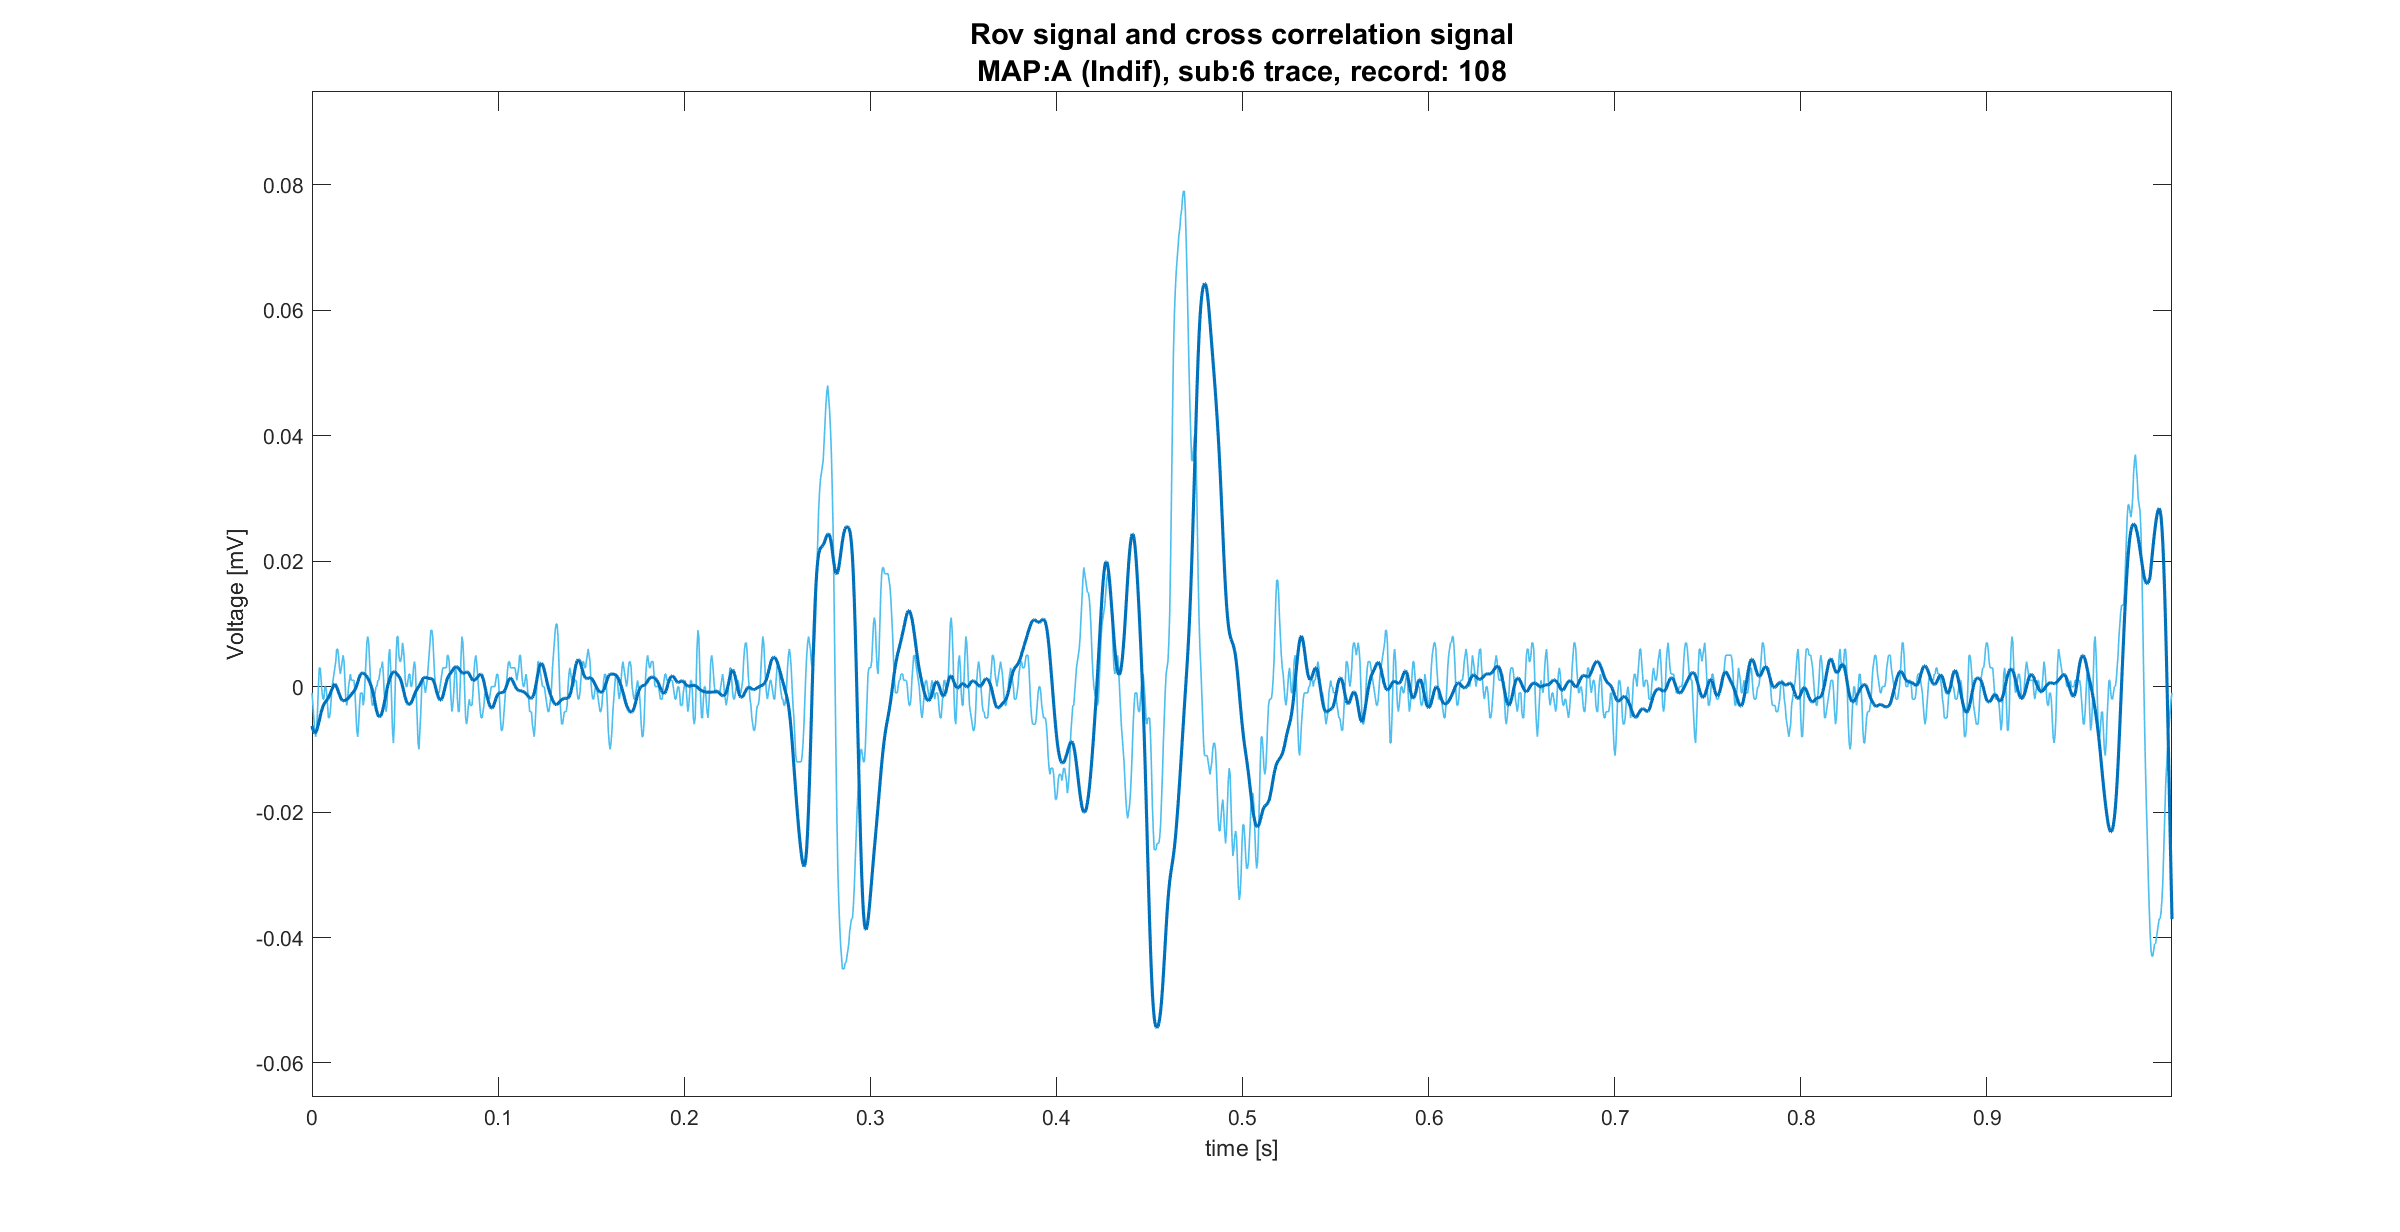 Rov signal and cross correlation signal
MAP:A (Indif), sub:6 trace, record: 108
Voltage [mV]
0.08
0.06
0.04
0.02
0
-0.02
-0.04
-0.06
0 0.1 0.2 0.3 0.4 0.5 0.6 0.7 0.8 0.9
time [s]